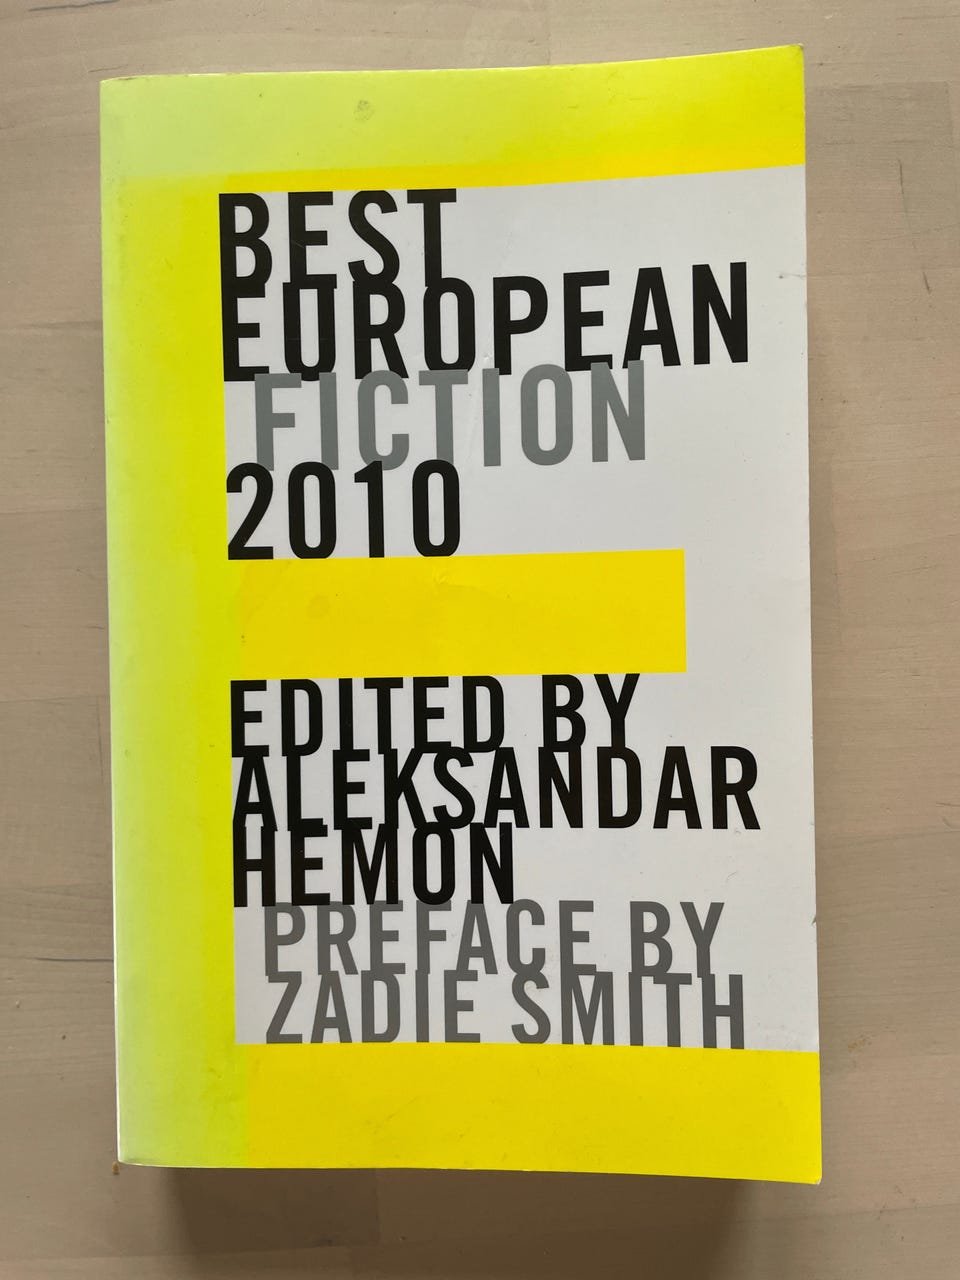 BEST
EUROPEAN
FICTION
2010
EDITED BY
ALEKSANDAR
HEMON
PREFACE BY
ZADIE SMITH